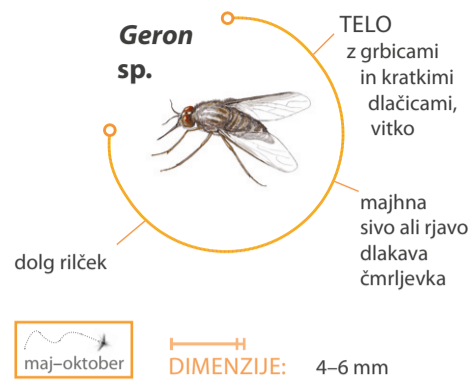 Geron
sp.
TELO
z grbicami
in kratkimi
dlačicami,
vitko
majhna
sivo ali rjavo
dlakava
čmrljevka
dolg rilček
maj–oktober
DIMENZIJE: 4–6 mm